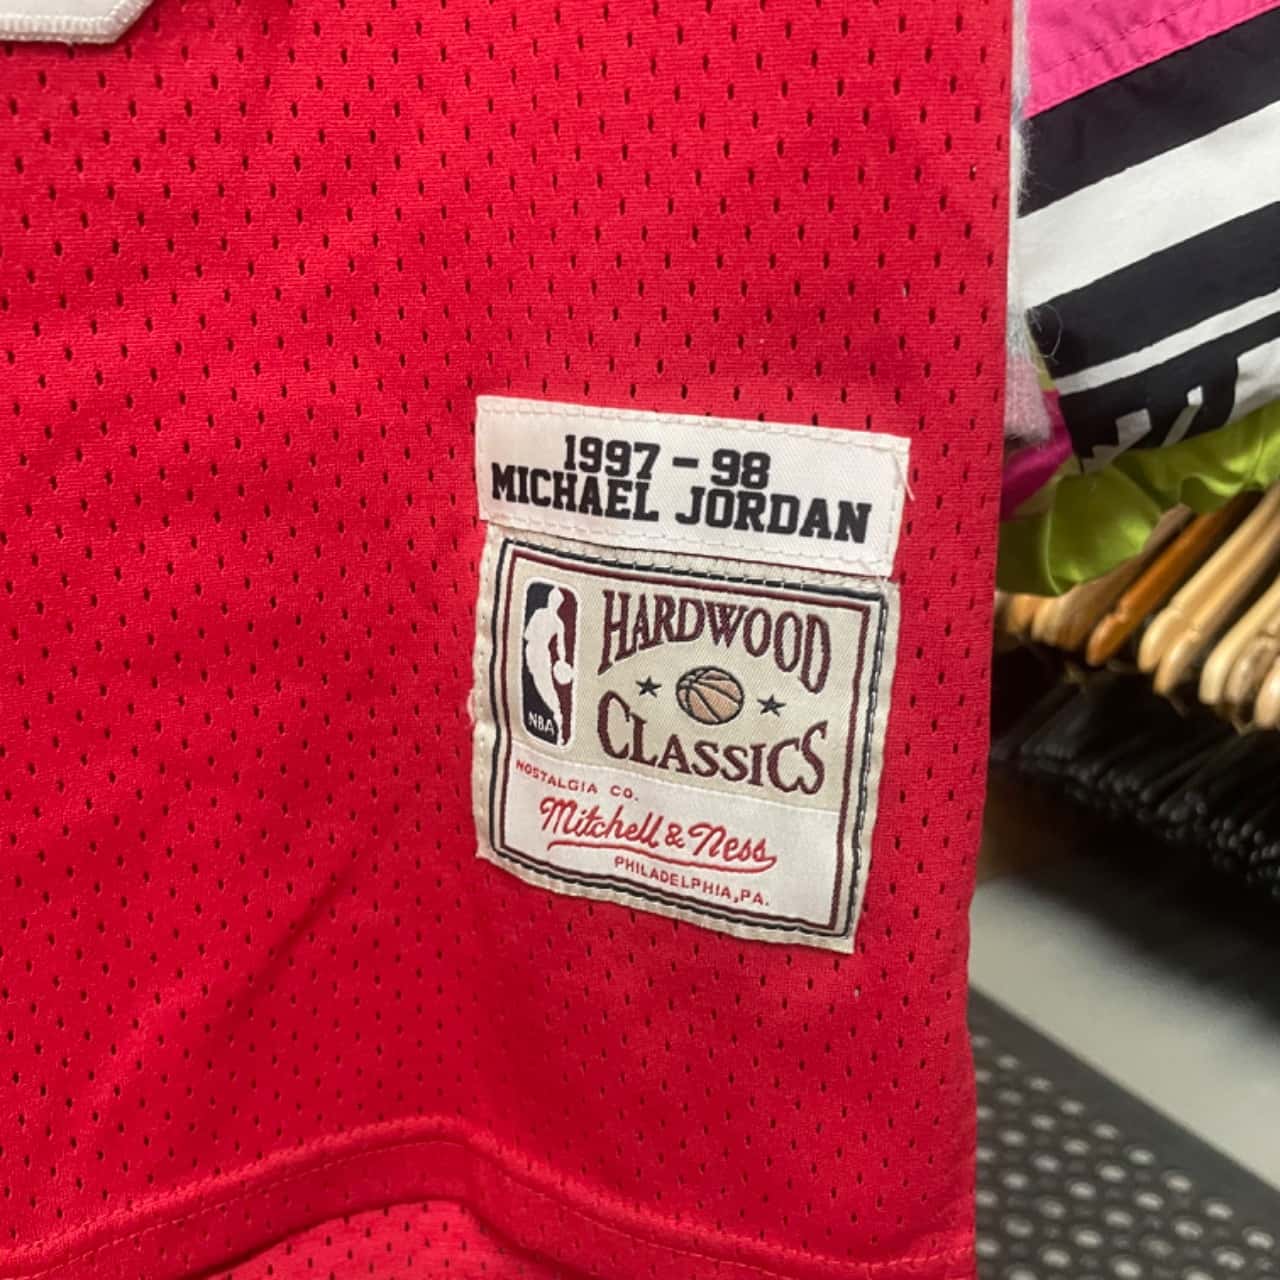 1997 - 98
MICHAEL JORDAN
HARDWOOD
CLASSICS
NBA
NOSTALGIA CO.
Mitchell & Ness
PHILADELPHIA, PA.